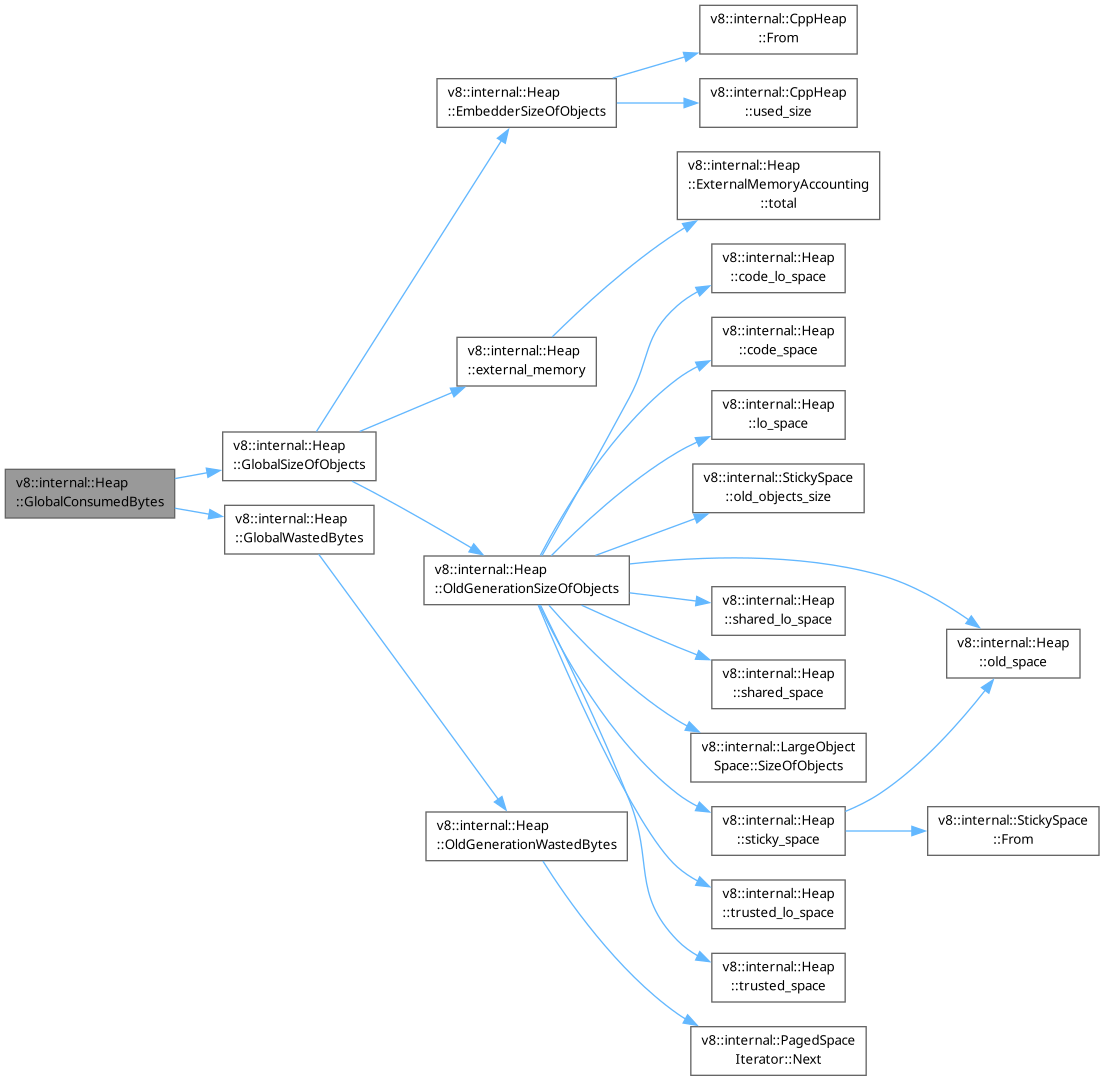 v8::internal::CppHeap
::From
v8::internal::Heap
::EmbedderSizeOfObjects
v8::internal::CppHeap
::used_size
v8::internal::Heap
::ExternalMemoryAccounting
::total
v8::internal::Heap
::code_lo_space
v8::internal::Heap
::code_space
v8::internal::Heap
::external_memory
v8::internal::Heap
::lo_space
v8::internal::Heap
::GlobalSizeOfObjects
v8::internal::Heap
::GlobalConsumedBytes
v8::internal::StickySpace
::old_objects_size
v8::internal::Heap
::GlobalWastedBytes
v8::internal::Heap
::OldGenerationSizeOfObjects
v8::internal::Heap
::shared_lo_space
v8::internal::Heap
::old_space
v8::internal::Heap
::shared_space
v8::internal::LargeObject
Space::SizeOfObjects
v8::internal::Heap
::OldGenerationWastedBytes
v8::internal::Heap
::sticky_space
v8::internal::StickySpace
::From
v8::internal::Heap
::trusted_lo_space
v8::internal::Heap
::trusted_space
v8::internal::PagedSpace
Iterator::Next